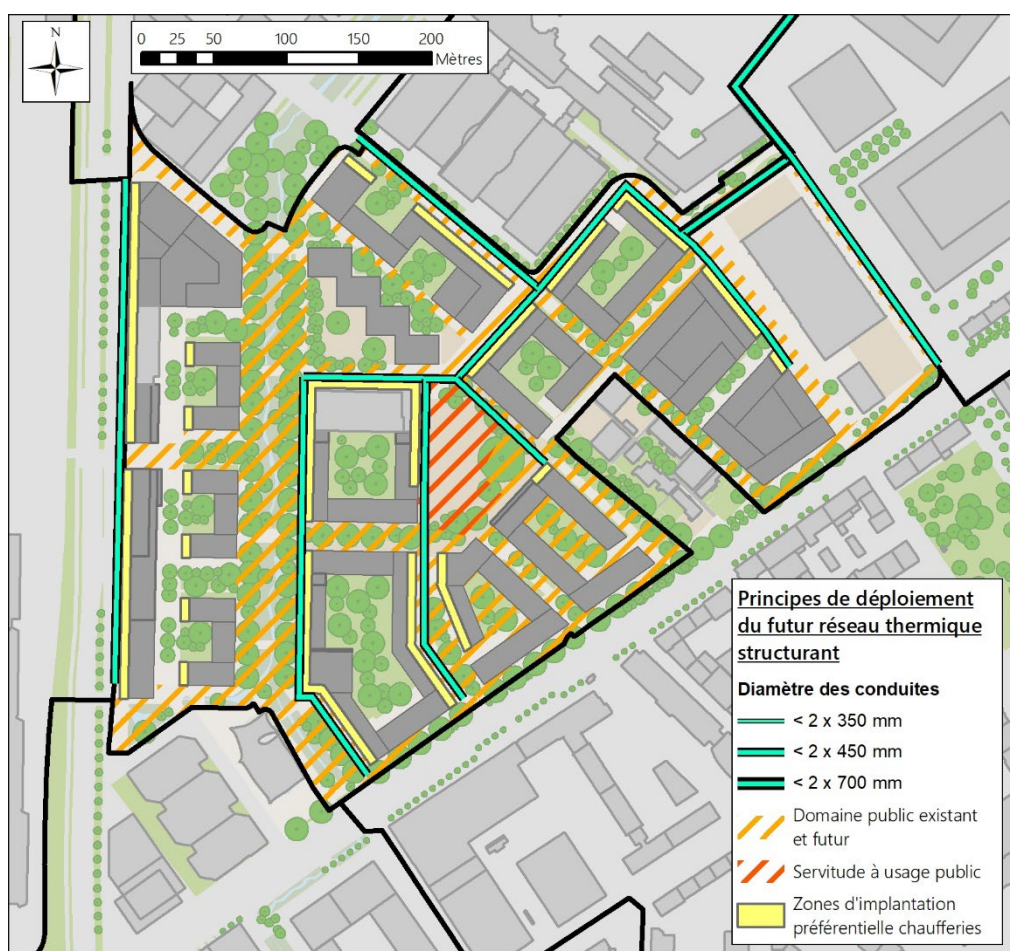 N
0 25 50 100 150 200
Mètres
Principes de déploiement
du futur réseau thermique
structurant
Diamètre des conduites
< 2 x 350 mm
< 2 x 450 mm
< 2 x 700 mm
Domaine public existant
et futur
Servitude à usage public
Zones d'implantation
préférentielle chaufferies